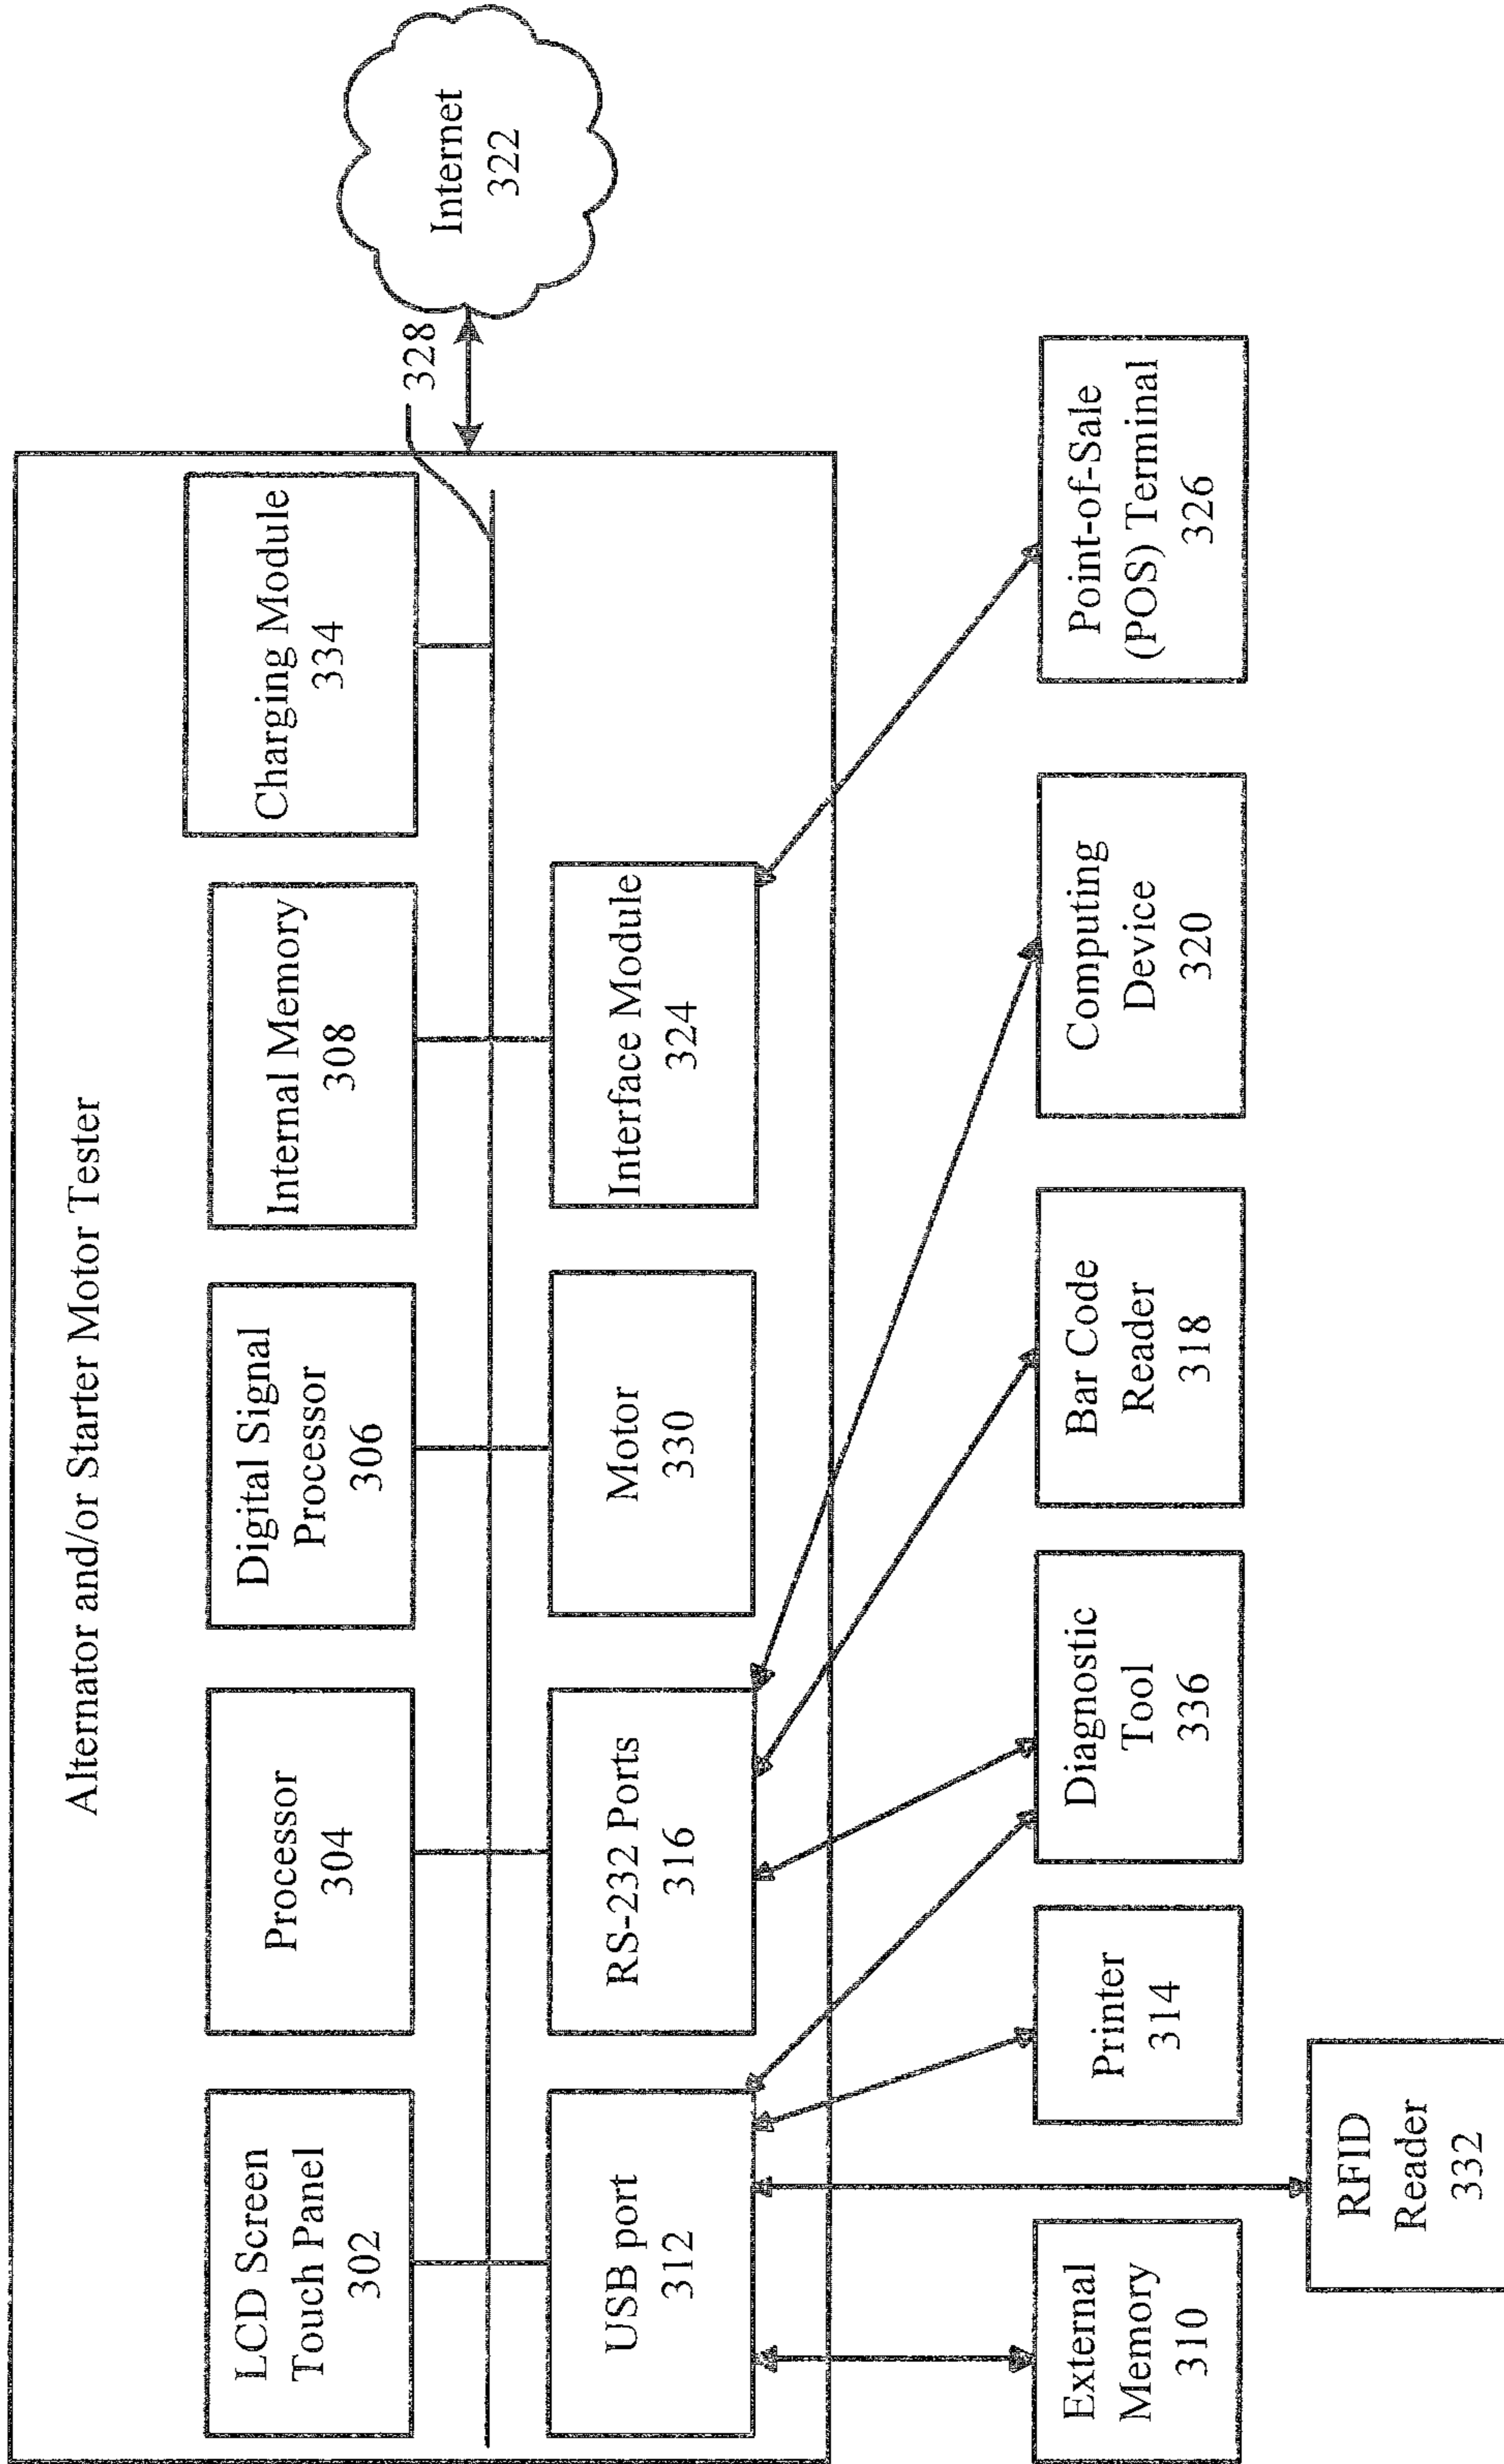 Alternator and/or Starter Motor Tester
LCD Screen
Touch Panel
302
Processor
304
Digital Signal
Processor
306
Internal Memory
308
Charging Module
334
328
Internet
322
USB port
312
RS-232 Ports
316
Motor
330
Interface Module
324
External
Memory
310
Printer
314
Diagnostic
Tool
336
Bar Code
Reader
318
Computing
Device
320
Point-of-Sale
(POS) Terminal
326
RFID
Reader
332